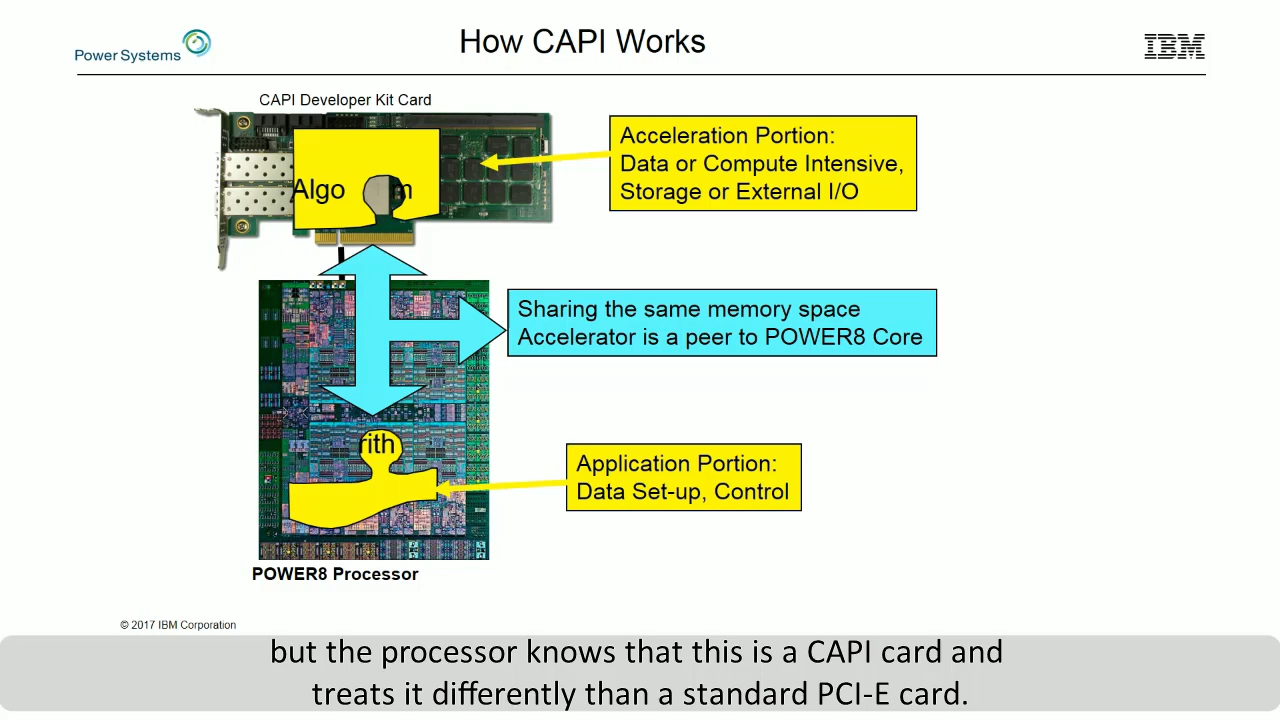 How CAPI Works
Power Systems
IBM
CAPI Developer Kit Card
Algo m
Acceleration Portion:
Data or Compute Intensive,
Storage or External I/O
Sharing the same memory space
Accelerator is a peer to POWER8 Core
rith
Application Portion:
Data Set-up, Control
POWER8 Processor
© 2017 IBM Corporation
but the processor knows that this is a CAPI card and
treats it differently than a standard PCI-E card.